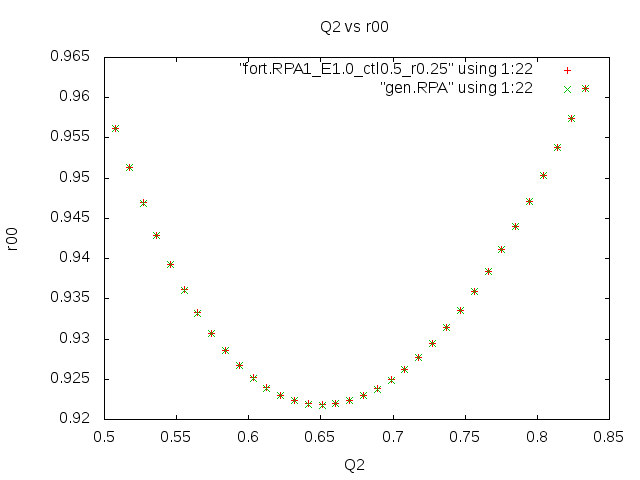 Q2 vs r00
0.965
"fort.RPA1_E1.0_ctl0.5_r0.25" using 1:22
"gen.RPA" using 1:22
0.96
0.955
0.95
0.945
r00
0.94
0.935
0.93
0.925
0.92
0.5 0.55 0.6 0.65 0.7 0.75 0.8 0.85
Q2